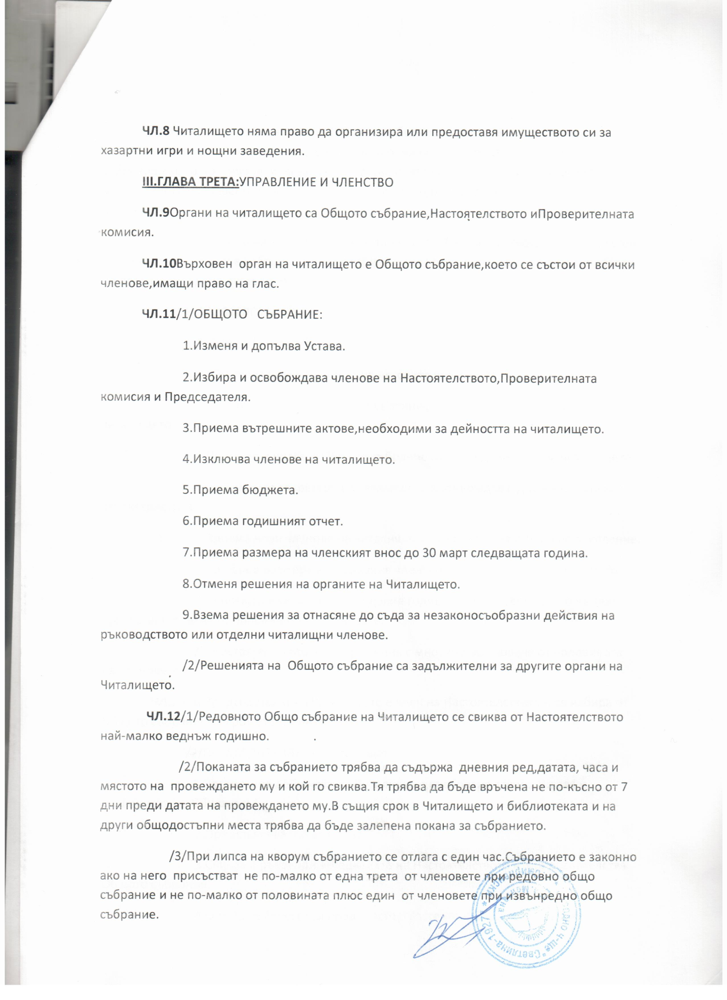 ЧЛ.8 Читалището няма право да организира или предоставя имуществото си за
хазартни игри и нощни заведения.
III.ГЛАВА ТРЕТА:УПРАВЛЕНИЕ И ЧЛЕНСТВО
ЧЛ.9Органи на читалището са Общото събрание,Настоятелството иПроверителната
комисия.
ЧЛ.10Върховен  орган на читалището е Общото събрание,което се състои от всички
членове,имащи право на глас.
ЧЛ.11/1/ОБЩОТО   СЪБРАНИЕ:
1.Изменя и допълва Устава.
2.Избира и освобождава членове на Настоятелството,Проверителната
комисия и Председателя.
3.Приема вътрешните актове,необходими за дейността на читалището.
4.Изключва членове на читалището.
5.Приема бюджета.
6.Приема годишният отчет.
7.Приема размера на членският внос до 30 март следващата година.
8.Отменя решения на органите на Читалището.
9.Взема решения за отнасяне до съда за незаконосъобразни действия на
ръководството или отделни читалищни членове.
/2/Решенията на  Общото събрание са задължителни за другите органи на
Читалището.
ЧЛ.12/1/Редовното Общо събрание на Читалището се свиква от Настоятелството
най-малко веднъж годишно.
/2/Поканата за събранието трябва да съдържа  дневния ред,датата, часа и
мястото на  провеждането му и кой го свиква.Тя трябва да бъде връчена не по-късно от 7
дни преди датата на провеждането му.В същия срок в Читалището и библиотеката и на
други общодостъпни места трябва да бъде залепена покана за събранието.
/3/При липса на кворум събранието се отлага с един час.Събранието е законно
ако на него  присъстват  не по-малко от една трета  от членовете при редовно общо
събрание и не по-малко от половината плюс един  от членовете при извънредно общо
събрание.
ч-ще "Светлина-1927"